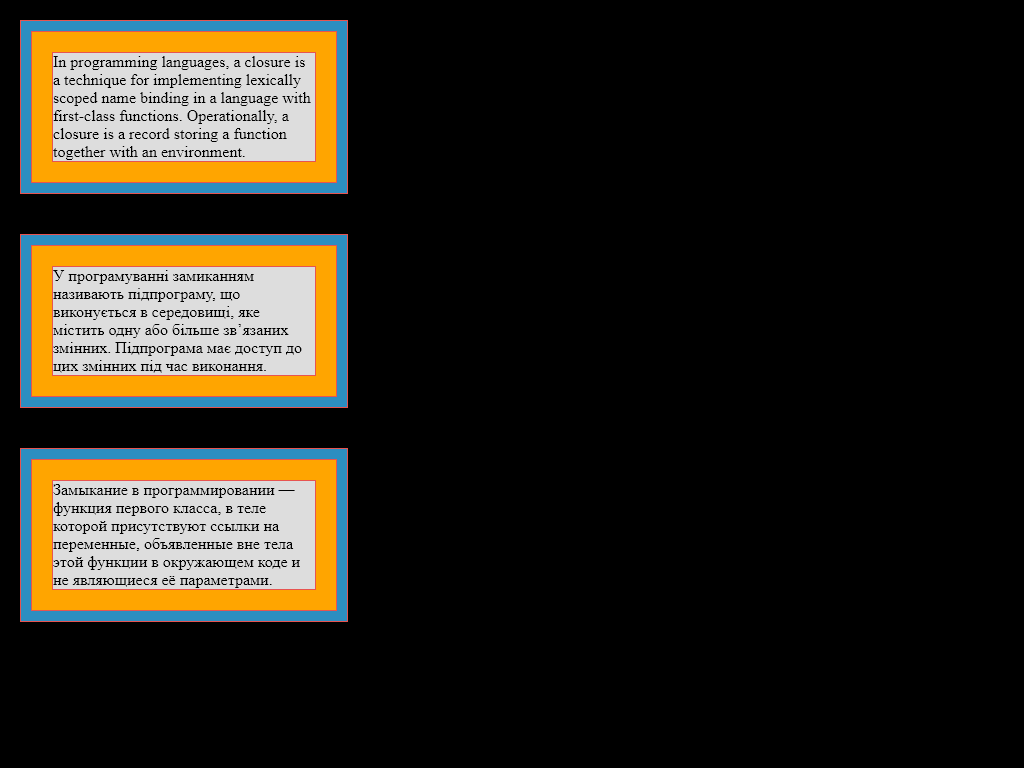 In programming languages, a closure is
a technique for implementing lexically
scoped name binding in a language with
first-class functions. Operationally, a
closure is a record storing a function
together with an environment.
У програмуванні замиканням
називають підпрограму, що
виконується в середовищі, яке
містить одну або більше зв’язаних
змінних. Підпрограма має доступ до
цих змінних під час виконання.
Замыкание в программировании —
функция первого класса, в теле
которой присутствуют ссылки на
переменные, объявленные вне тела
этой функции в окружающем коде и
не являющиеся её параметрами.